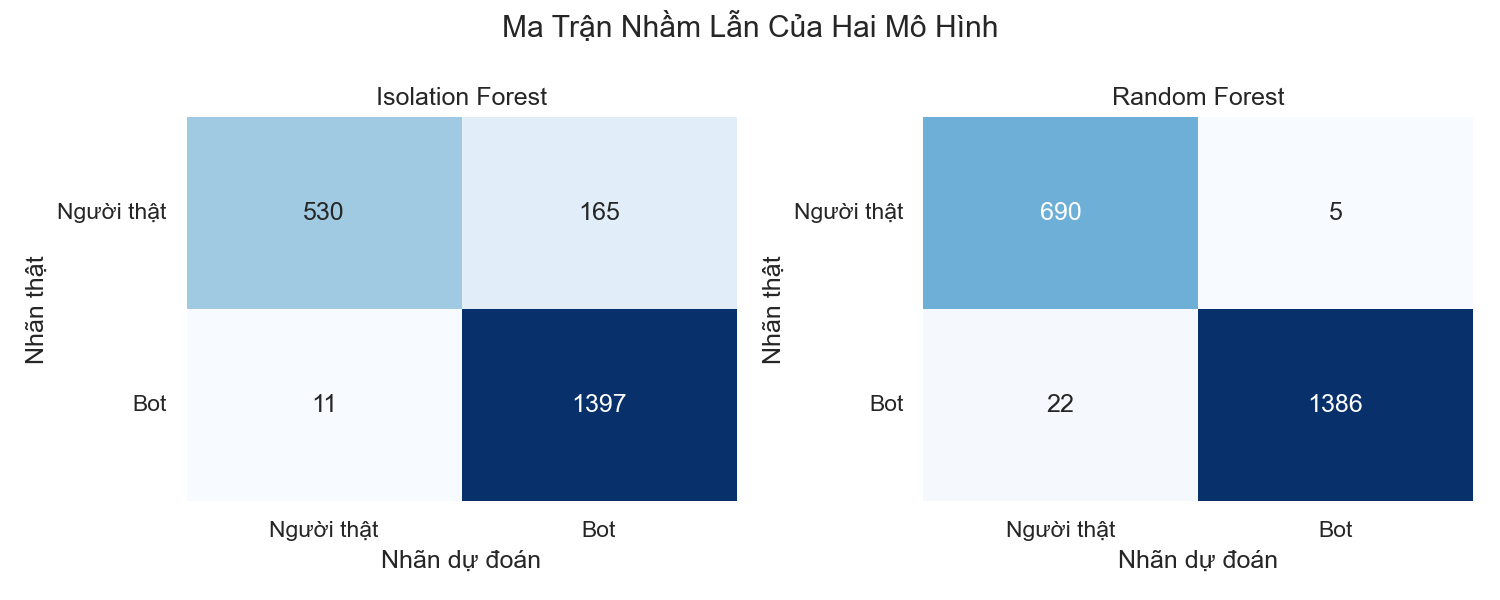 Ma Trận Nhầm Lẫn Của Hai Mô Hình
Isolation Forest
Nhãn thật
Người thật
530
165
Bot
11
1397
Người thật
Bot
Nhãn dự đoán
Random Forest
Nhãn thật
Người thật
690
5
Bot
22
1386
Người thật
Bot
Nhãn dự đoán